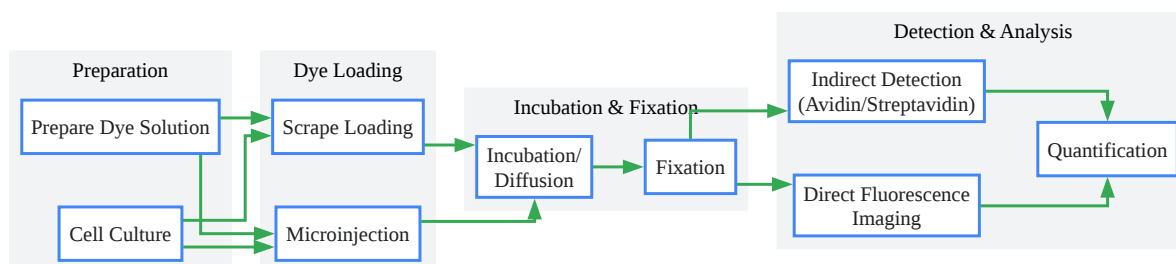 Preparation
Prepare Dye Solution
Cell Culture
Dye Loading
Scrape Loading
Microinjection
Incubation & Fixation
Incubation/
Diffusion
Fixation
Detection & Analysis
Indirect Detection
(Avidin/Streptavidin)
Direct Fluorescence
Imaging
Quantification